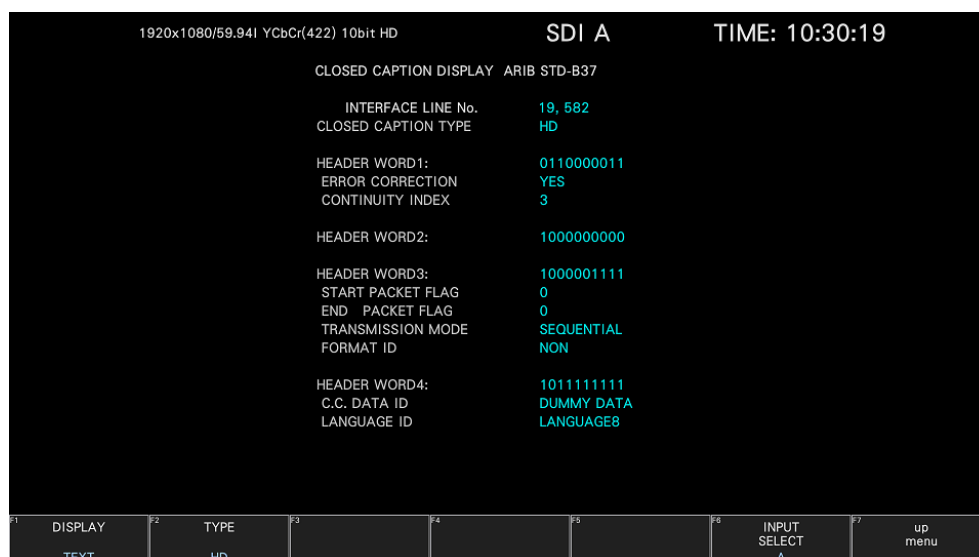 1920x1080/59.94I YCbCr(422) 10bit HD SDI A TIME: 10:30:19
CLOSED CAPTION DISPLAY ARIB STD-B37
INTERFACE LINE No. 19, 582
CLOSED CAPTION TYPE HD
HEADER WORD1: 0110000011
ERROR CORRECTION YES
CONTINUITY INDEX 3
HEADER WORD2: 1000000000
HEADER WORD3: 1000001111
START PACKET FLAG 0
END PACKET FLAG 0
TRANSMISSION MODE SEQUENTIAL
FORMAT ID NON
HEADER WORD4: 1011111111
C.C. DATA ID DUMMY DATA
LANGUAGE ID LANGUAGE8
F1 DISPLAY F2 TYPE F3 F4 F5 F6 INPUT F7 up
SELECT menu
TEXT HD A